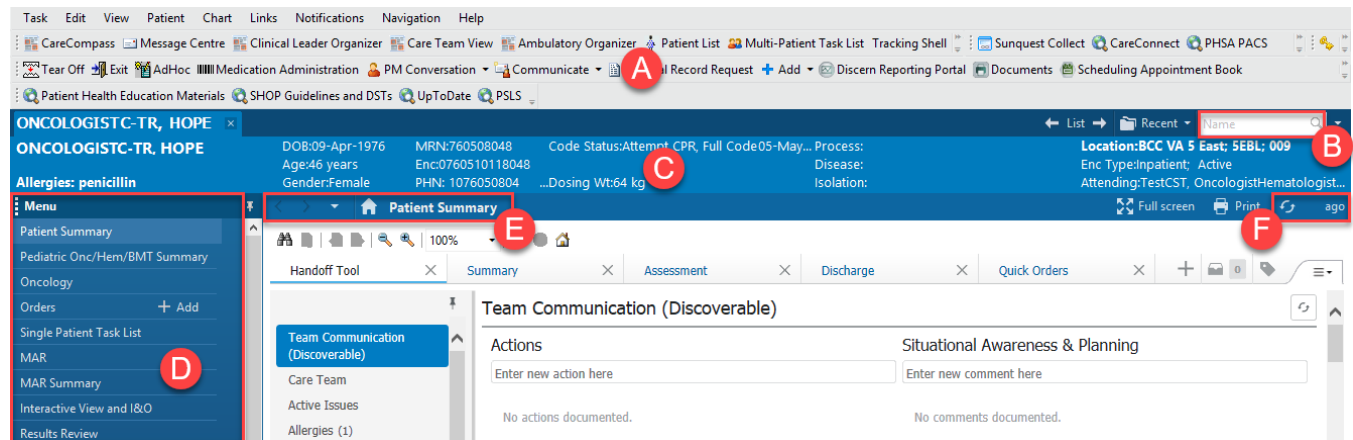 Task Edit View Patient Chart Links Notifications Navigation Help
CareCompass Message Centre Clinical Leader Organizer Care Team View Ambulatory Organizer Patient List Multi-Patient Task List Tracking Shell Sunquest Collect CareConnect PHSA PACS
A
Tear Off Exit AdHoc Medication Administration PM Conversation Communicate Record Request Add Discern Reporting Portal Documents Scheduling Appointment Book
Patient Health Education Materials SHOP Guidelines and DSTs UpToDate PSLS
ONCOLOGISTC-TR, HOPE List Recent Name
B
ONCOLOGISTC-TR, HOPE DOB:09-Apr-1976 MRN:760508048 Code Status:Attempt CPR, Full Code05-May... Process: Location:BCC VA 5 East; 5EBL; 009
Age:46 years Enc:0760510118048 Disease: Enc Type:Inpatient; Active
C
Allergies: penicillin Gender:Female PHN: 1076050804 ...Dosing Wt:64 kg Isolation: Attending:TestCST, OncologistHematologist...
Menu Patient Summary Full screen Print ago
E
F
Patient Summary
100%
Pediatric Onc/Hem/BMT Summary
Handoff Tool Summary Assessment Discharge Quick Orders 0
Oncology
Orders Add
Team Communication (Discoverable)
Single Patient Task List
Team Communication
(Discoverable)
Actions Situational Awareness & Planning
MAR
D
MAR Summary
Care Team
Enter new action here Enter new comment here
Interactive View and I&O
Active Issues
No actions documented. No comments documented.
Results Review
Allergies (1)